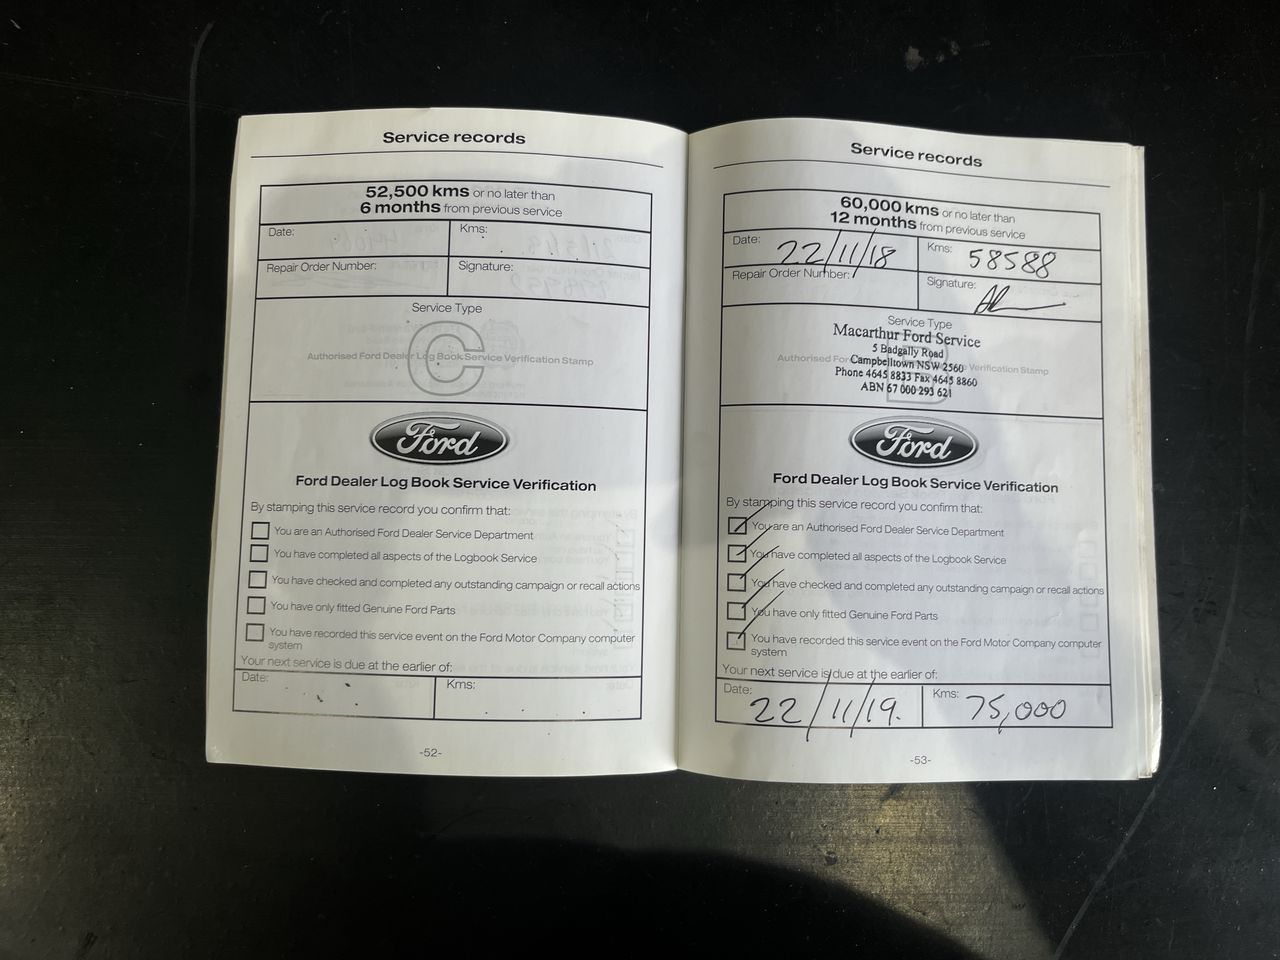 Service records
52,500 kms or no later than
6 months from previous service
Date:
Kms:
Repair Order Number:
Signature:
Service Type
C
Authorised Ford Dealer Log Book Service Verification Stamp
Ford
Ford Dealer Log Book Service Verification
By stamping this service record you confirm that:
You are an Authorised Ford Dealer Service Department
You have completed all aspects of the Logbook Service
You have checked and completed any outstanding campaign or recall actions
You have only fitted Genuine Ford Parts
You have recorded this service event on the Ford Motor Company computer
system
Your next service is due at the earlier of:
Date:
Kms:
-52-
Service records
60,000 kms or no later than
12 months from previous service
Date: 22/11/18
Kms: 58588
Repair Order Number:
Signature:
Service Type
Macarthur Ford Service
5 Badgally Road
Campbelltown NSW 2560
Phone 4645 8833 Fax 4645 8860
ABN 67 000 293 621
B
Authorised For Verification Stamp
Ford
Ford Dealer Log Book Service Verification
By stamping this service record you confirm that:
You are an Authorised Ford Dealer Service Department
You have completed all aspects of the Logbook Service
You have checked and completed any outstanding campaign or recall actions
You have only fitted Genuine Ford Parts
You have recorded this service event on the Ford Motor Company computer
system
Your next service is due at the earlier of:
Date: 22/11/19.
Kms: 75,000
-53-